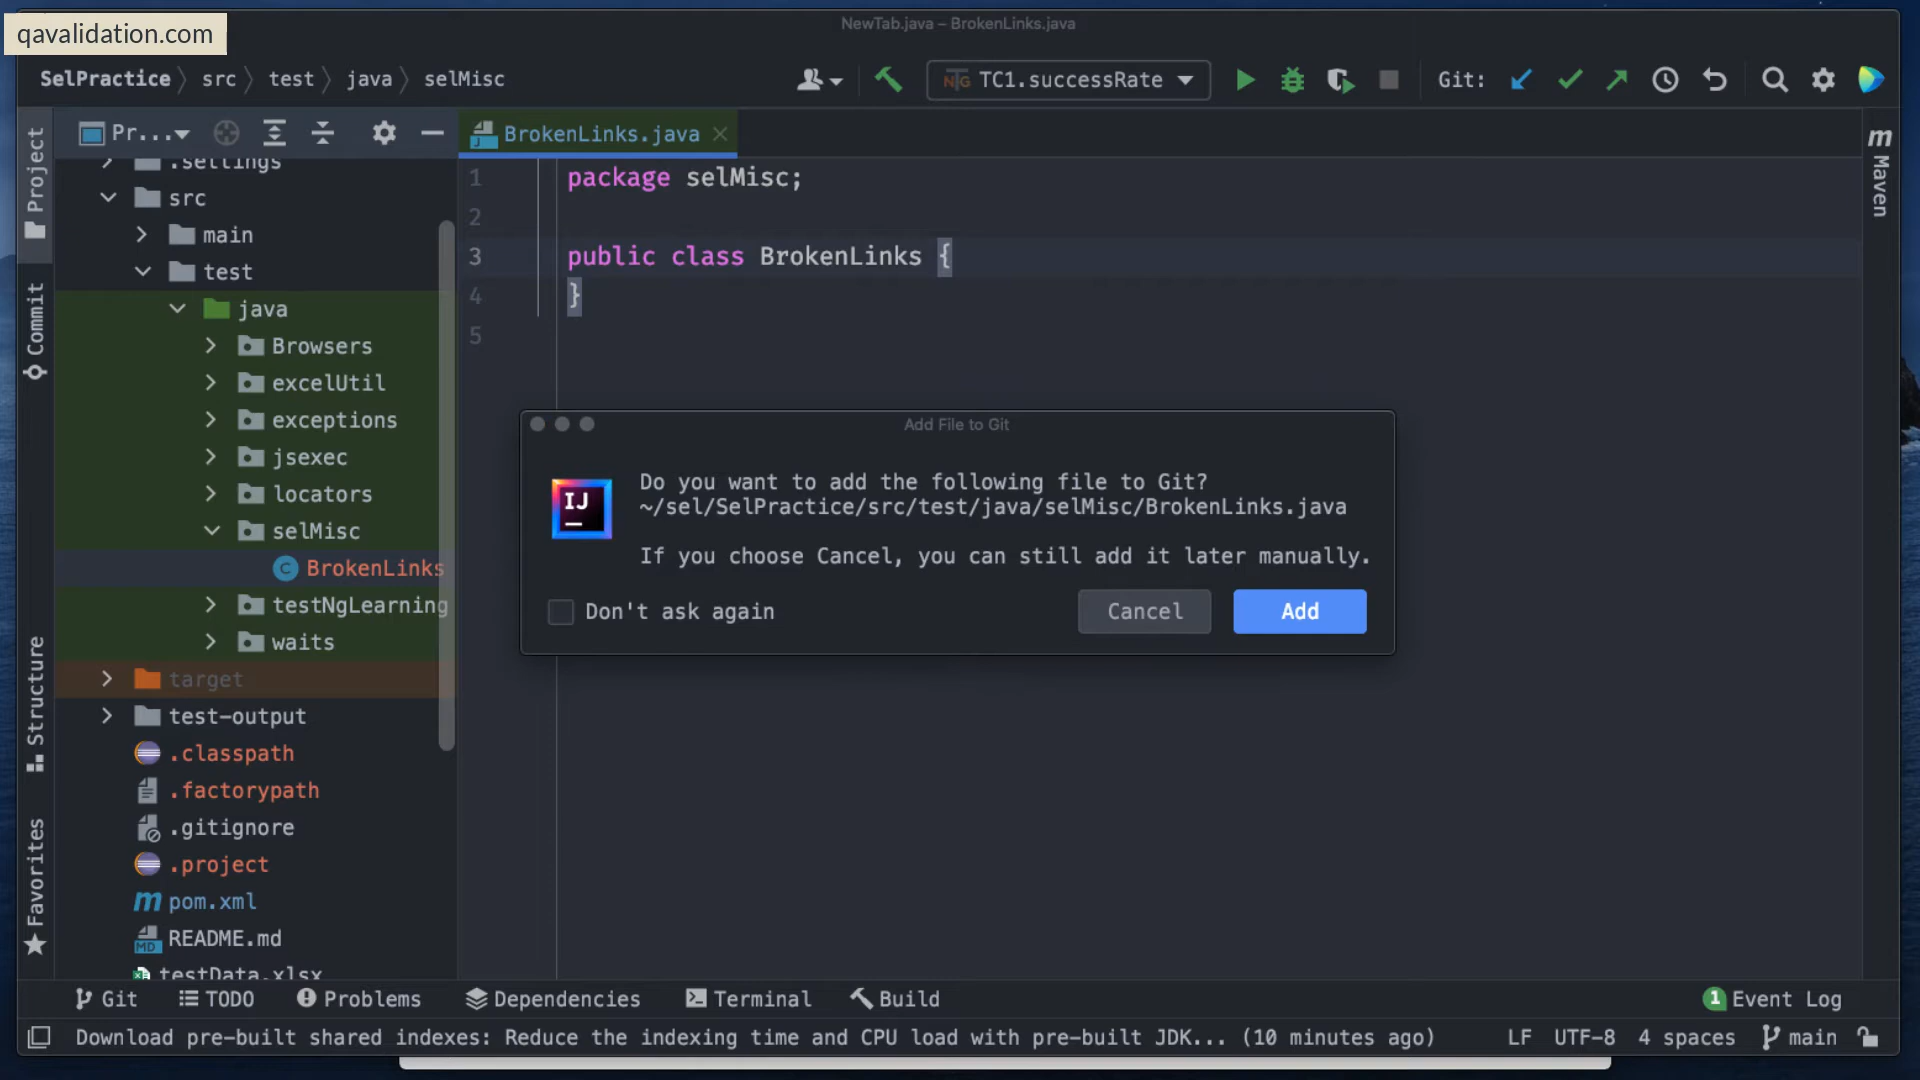 NewTab.java – BrokenLinks.java
qavalidation.com
SelPractice src test java selMisc
TC1.successRate
Git:
Project
Commit
Structure
Favorites
Pr...
.settings
src
main
test
java
Browsers
excelUtil
exceptions
jsexec
locators
selMisc
C BrokenLinks
testNgLearning
waits
target
test-output
.classpath
.factorypath
.gitignore
.project
m pom.xml
MD README.md
testData.xlsx
BrokenLinks.java
1 package selMisc;
2
3 public class BrokenLinks {
4 }
5
m Maven
Add File to Git
IJ
Do you want to add the following file to Git?
~/sel/SelPractice/src/test/java/selMisc/BrokenLinks.java
If you choose Cancel, you can still add it later manually.
Don't ask again
Cancel
Add
Git TODO Problems Dependencies Terminal Build 1 Event Log
Download pre-built shared indexes: Reduce the indexing time and CPU load with pre-built JDK... (10 minutes ago) LF UTF-8 4 spaces main